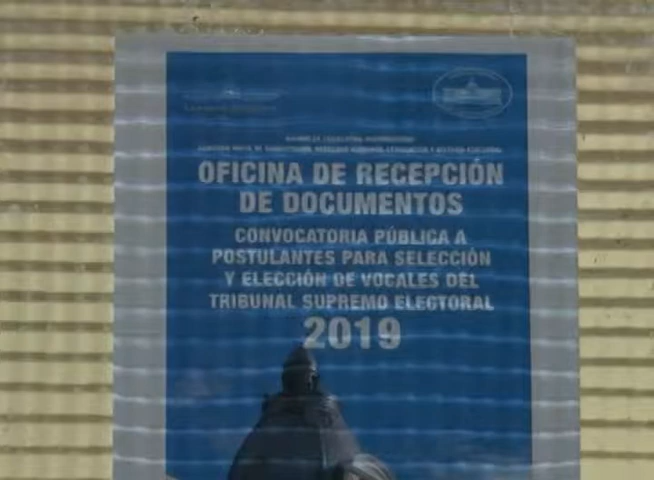 OFICINA DE RECEPCIÓN
DE DOCUMENTOS
CONVOCATORIA PÚBLICA A
POSTULANTES PARA SELECCIÓN
Y ELECCIÓN DE VOCALES DEL
TRIBUNAL SUPREMO ELECTORAL
2019